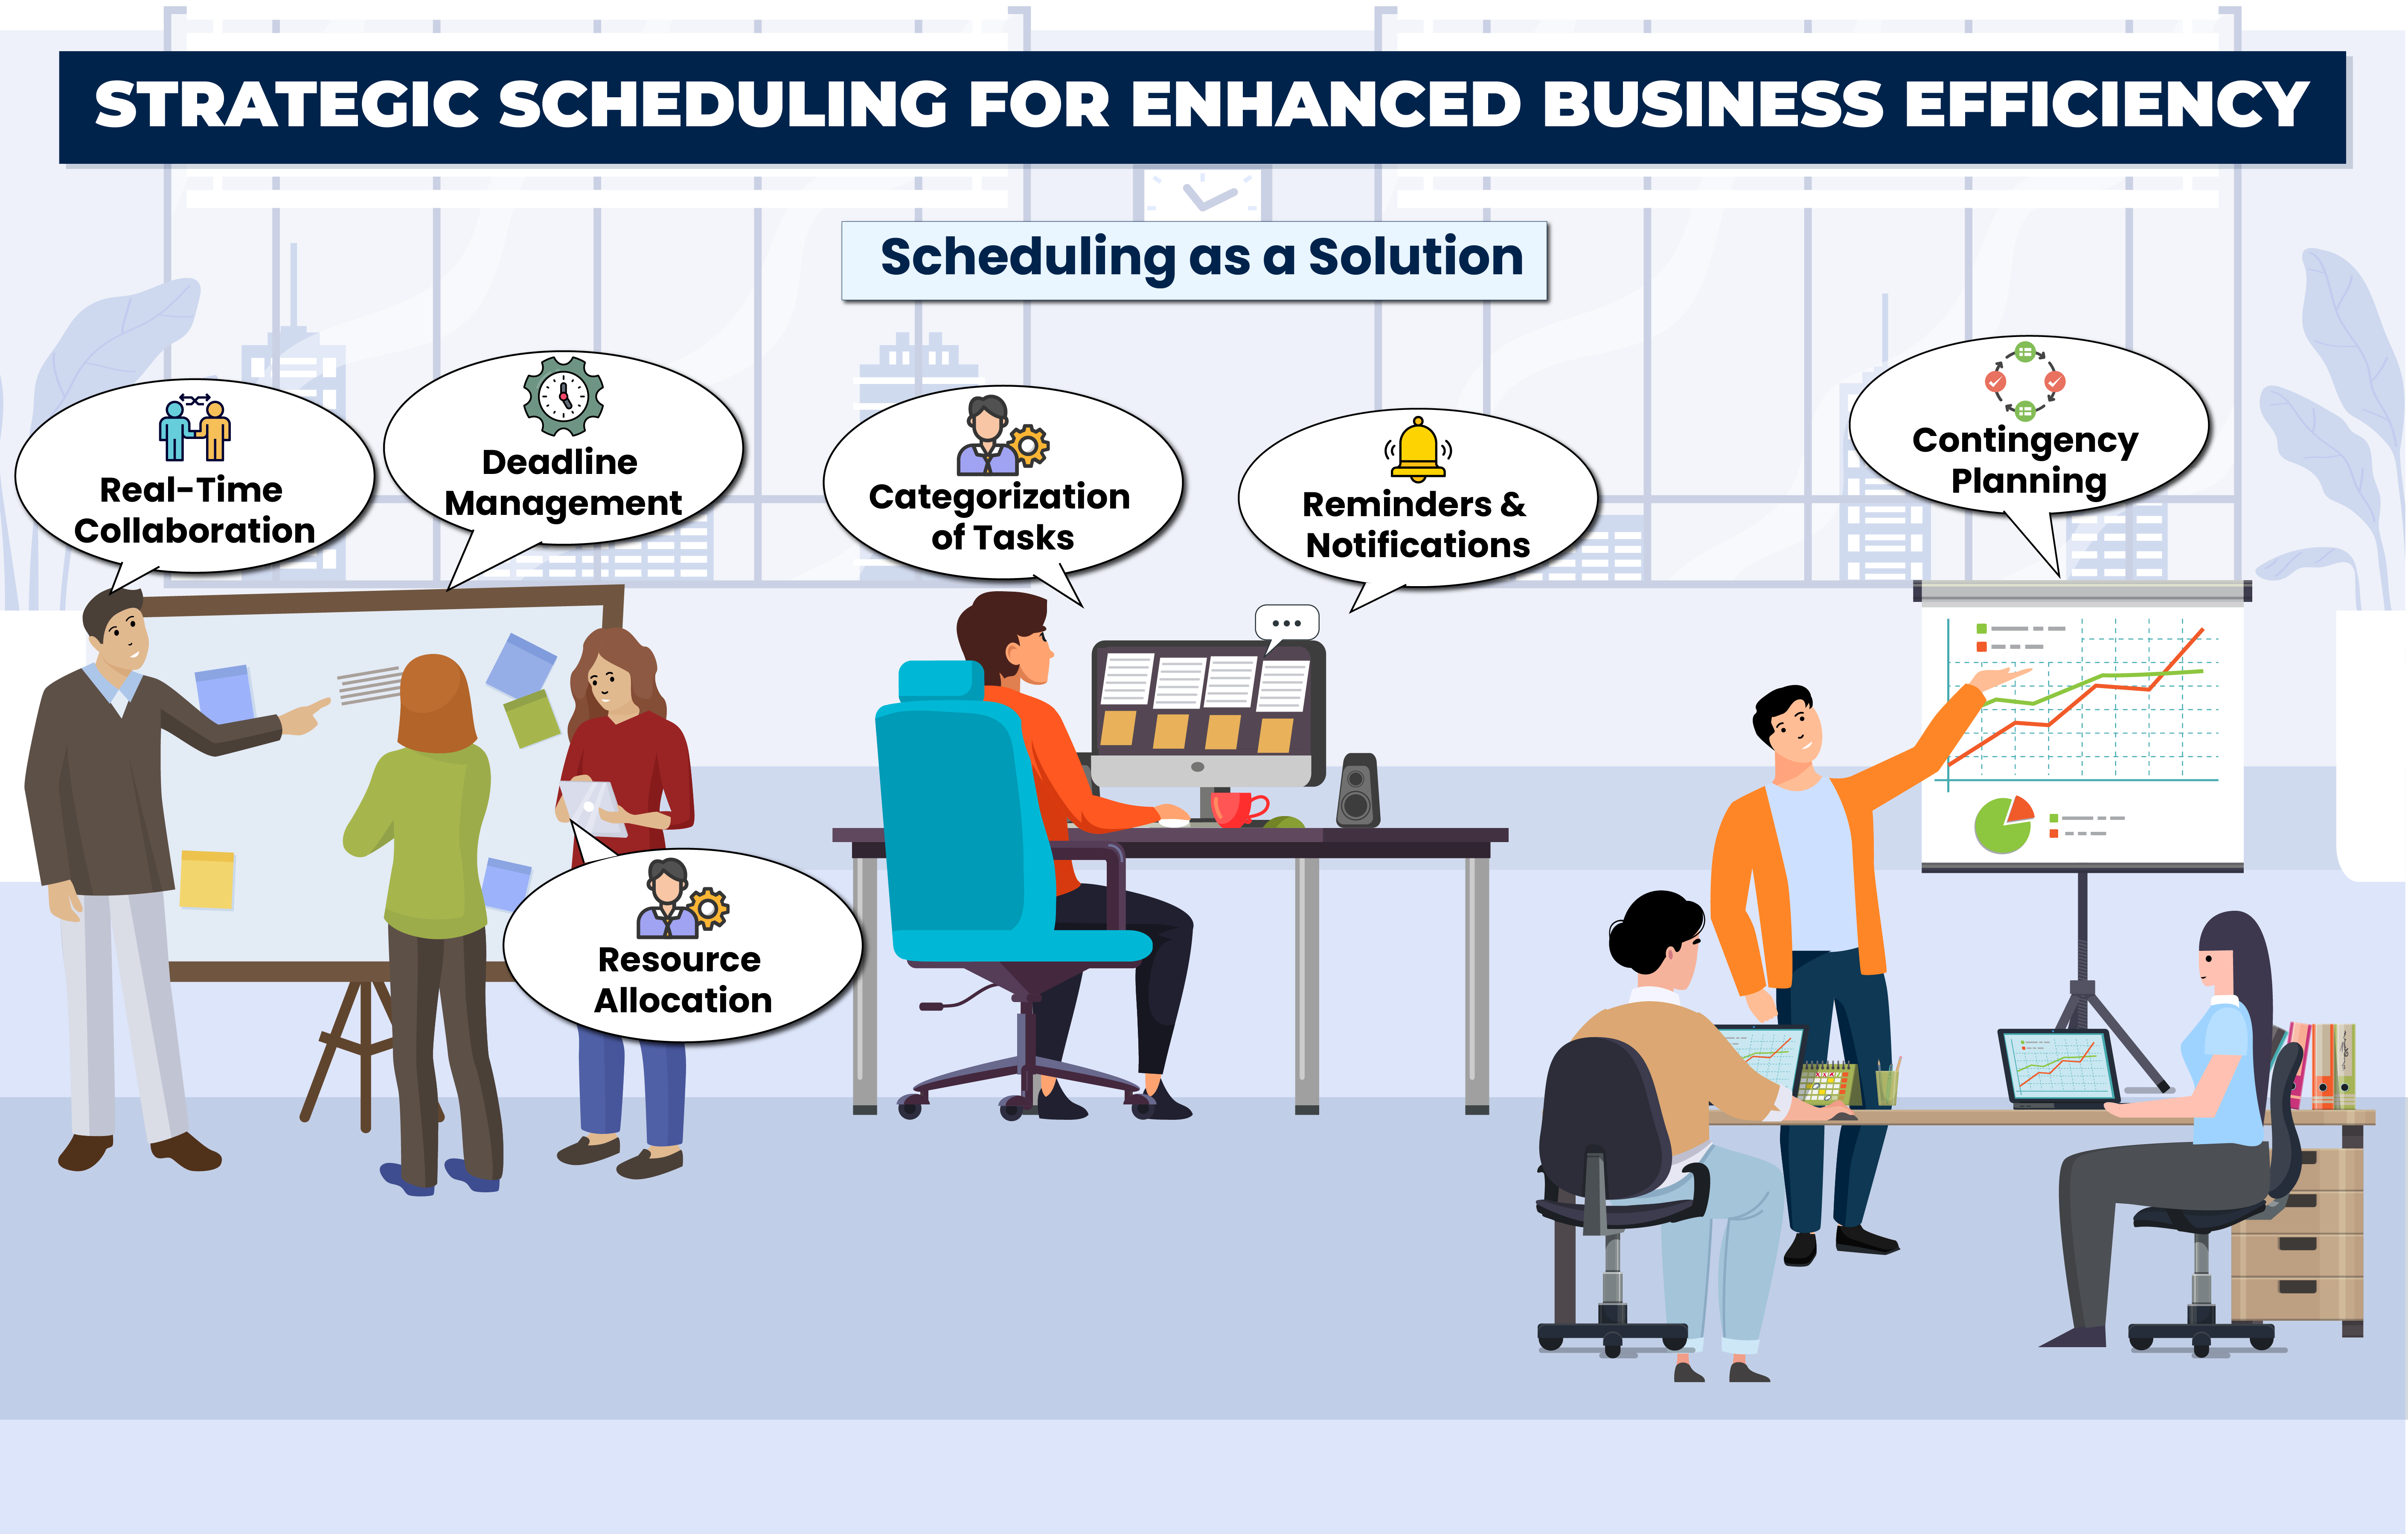 STRATEGIC SCHEDULING FOR ENHANCED BUSINESS EFFICIENCY
Scheduling as a Solution
Real-Time
Collaboration
Deadline
Management
Categorization
of Tasks
Reminders &
Notifications
Contingency
Planning
Resource
Allocation